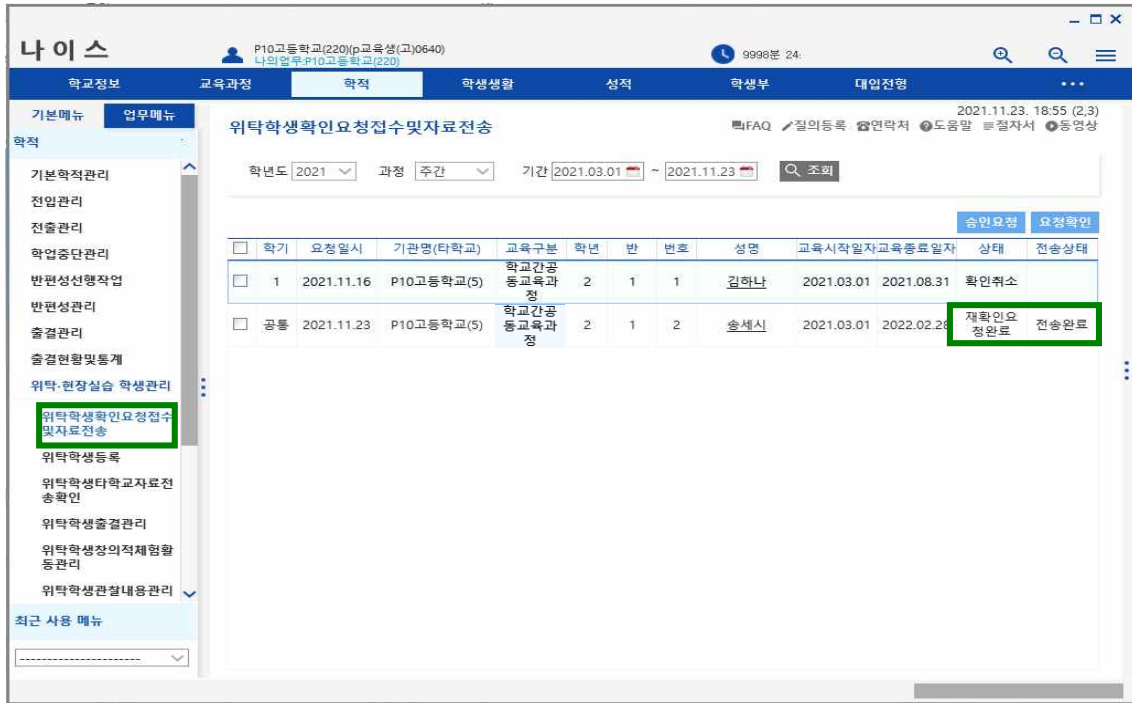 나이스
P10고등학교(220)(p교육생(고)0640)
나의업무:P10고등학교(220)
9998분 24:
학교정보 교육과정 학적 학생생활 성적 학생부 대입전형 ...
기본메뉴 업무메뉴
학적
기본학적관리
전입관리
전출관리
학업중단관리
반편성선행작업
반편성관리
출결관리
출결현황및통계
위탁·현장실습 학생관리
위탁학생확인요청접수
및자료전송
위탁학생등록
위탁학생타학교자료전
송확인
위탁학생출결관리
위탁학생창의적체험활
동관리
위탁학생관찰내용관리
최근 사용 메뉴
----------------------
2021.11.23. 18:55 (2,3)
위탁학생확인요청접수및자료전송
FAQ 질의등록 연락처 도움말 절차서 동영상
학년도 2021 과정 주간 기간 2021.03.01 ~ 2021.11.23 조회
승인요청 요청확인
학기 요청일시 기관명(타학교) 교육구분 학년 반 번호 성명 교육시작일자 교육종료일자 상태 전송상태
1 2021.11.16 P10고등학교(5) 학교간공
동교육과
정 2 1 1 김하나 2021.03.01 2021.08.31 확인취소
공통 2021.11.23 P10고등학교(5) 학교간공
동교육과
정 2 1 2 송세시 2021.03.01 2022.02.28 재확인요
청완료 전송완료